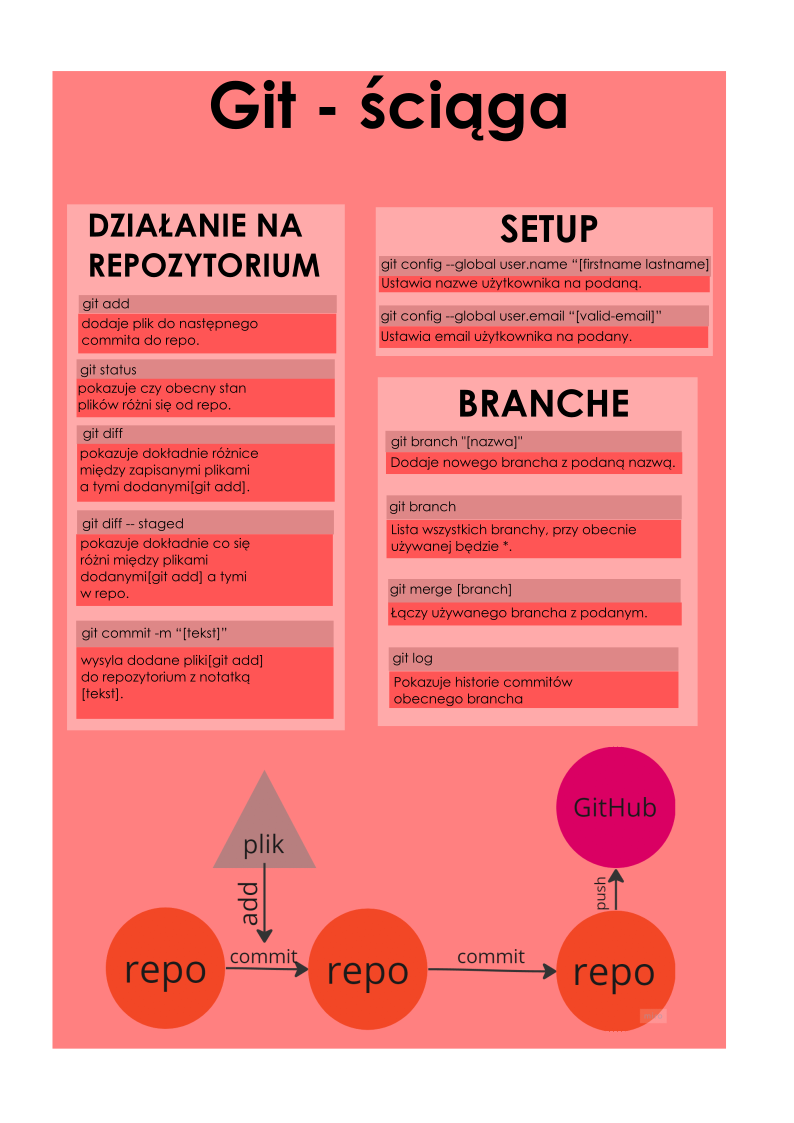 Git - ściąga
DZIAŁANIE NA
REPOZYTORIUM
git add
dodaje plik do następnego
commita do repo.
git status
pokazuje czy obecny stan
plików różni się od repo.
git diff
pokazuje dokładnie różnice
między zapisanymi plikami
a tymi dodanymi[git add].
git diff -- staged
pokazuje dokładnie co się
różni między plikami
dodanymi[git add] a tymi
w repo.
git commit -m “[tekst]”
wysyla dodane pliki[git add]
do repozytorium z notatką
[tekst].
SETUP
git config --global user.name “[firstname lastname]
Ustawia nazwe użytkownika na podaną.
git config --global user.email “[valid-email]”
Ustawia email użytkownika na podany.
BRANCHE
git branch "[nazwa]"
Dodaje nowego brancha z podaną nazwą.
git branch
Lista wszystkich branchy, przy obecnie
używanej będzie *.
git merge [branch]
Łączy używanego brancha z podanym.
git log
Pokazuje historie commitów
obecnego brancha
plik
add
repo
commit
repo
commit
repo
push
GitHub